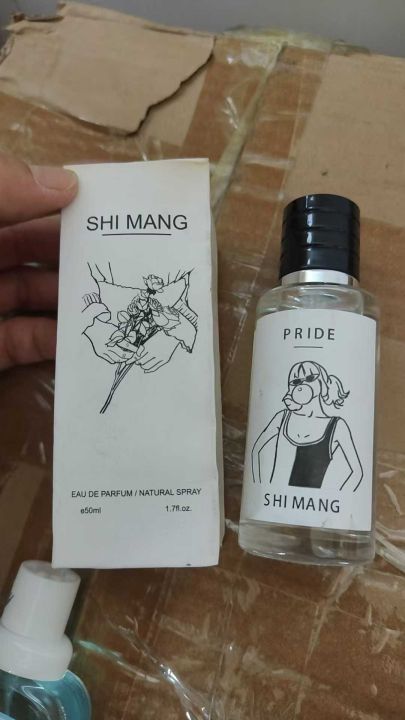 SHI MANG
EAU DE PARFUM / NATURAL SPRAY
e50ml 1.7fl.oz.
PRIDE
SHI MANG